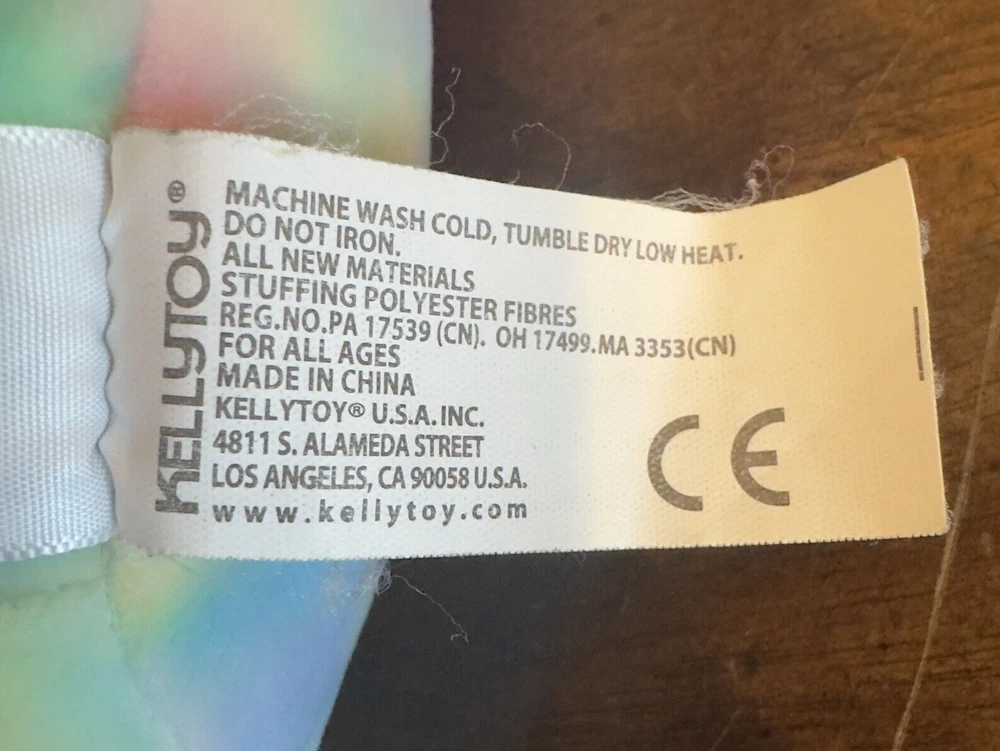 KELLYTOY®
MACHINE WASH COLD, TUMBLE DRY LOW HEAT.
DO NOT IRON.
ALL NEW MATERIALS
STUFFING POLYESTER FIBRES
REG.NO.PA 17539 (CN). OH 17499.MA 3353(CN)
FOR ALL AGES
MADE IN CHINA
KELLYTOY® U.S.A. INC.
4811 S. ALAMEDA STREET
LOS ANGELES, CA 90058 U.S.A.
www.kellytoy.com
CE